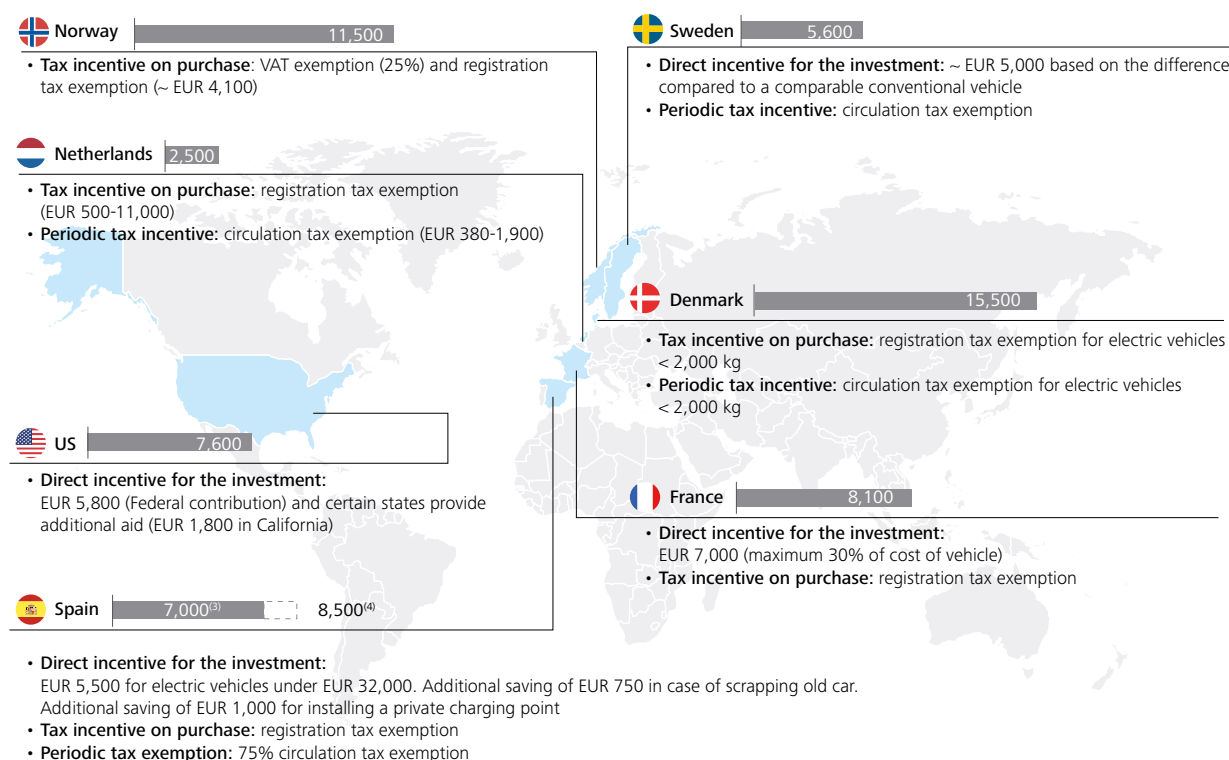 Norway 11,500
• Tax incentive on purchase: VAT exemption (25%) and registration
tax exemption (~ EUR 4,100)
Sweden 5,600
• Direct incentive for the investment: ~ EUR 5,000 based on the difference
compared to a comparable conventional vehicle
• Periodic tax incentive: circulation tax exemption
Netherlands 2,500
• Tax incentive on purchase: registration tax exemption
(EUR 500-11,000)
• Periodic tax incentive: circulation tax exemption (EUR 380-1,900)
Denmark 15,500
• Tax incentive on purchase: registration tax exemption for electric vehicles
< 2,000 kg
• Periodic tax incentive: circulation tax exemption for electric vehicles
< 2,000 kg
US 7,600
• Direct incentive for the investment:
EUR 5,800 (Federal contribution) and certain states provide
additional aid (EUR 1,800 in California)
France 8,100
• Direct incentive for the investment:
EUR 7,000 (maximum 30% of cost of vehicle)
• Tax incentive on purchase: registration tax exemption
Spain 7,000(3) 8,500(4)
• Direct incentive for the investment:
EUR 5,500 for electric vehicles under EUR 32,000. Additional saving of EUR 750 in case of scrapping old car.
Additional saving of EUR 1,000 for installing a private charging point
• Tax incentive on purchase: registration tax exemption
• Periodic tax exemption: 75% circulation tax exemption